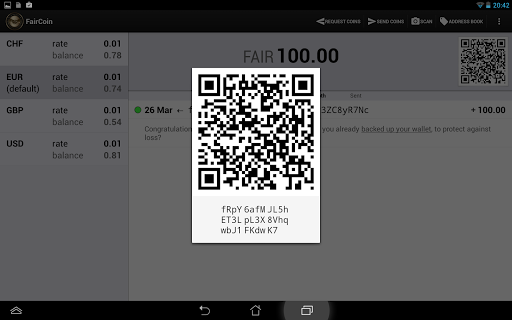 20:42
FairCoin
REQUEST COINS
SEND COINS
SCAN
ADDRESS BOOK
CHF rate 0.01
balance 0.78
EUR rate 0.01
(default) balance 0.74
GBP rate 0.01
balance 0.54
USD rate 0.01
balance 0.81
FAIR 100.00
Sent
26 Mar ← f 3ZC8yR7Nc + 100.00
Congratulation you already backed up your wallet, to protect against
loss?
fRpY 6afM JL5h
ET3L pL3X 8Vhq
wbJ1 FKdw K7